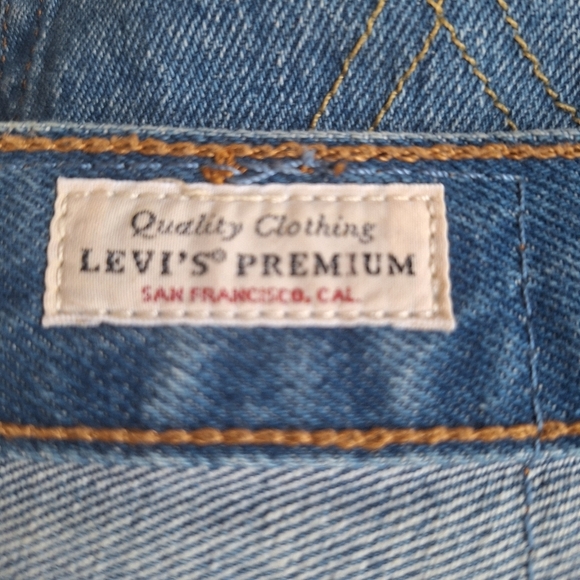 Quality Clothing
LEVI'S® PREMIUM
SAN FRANCISCO, CAL.